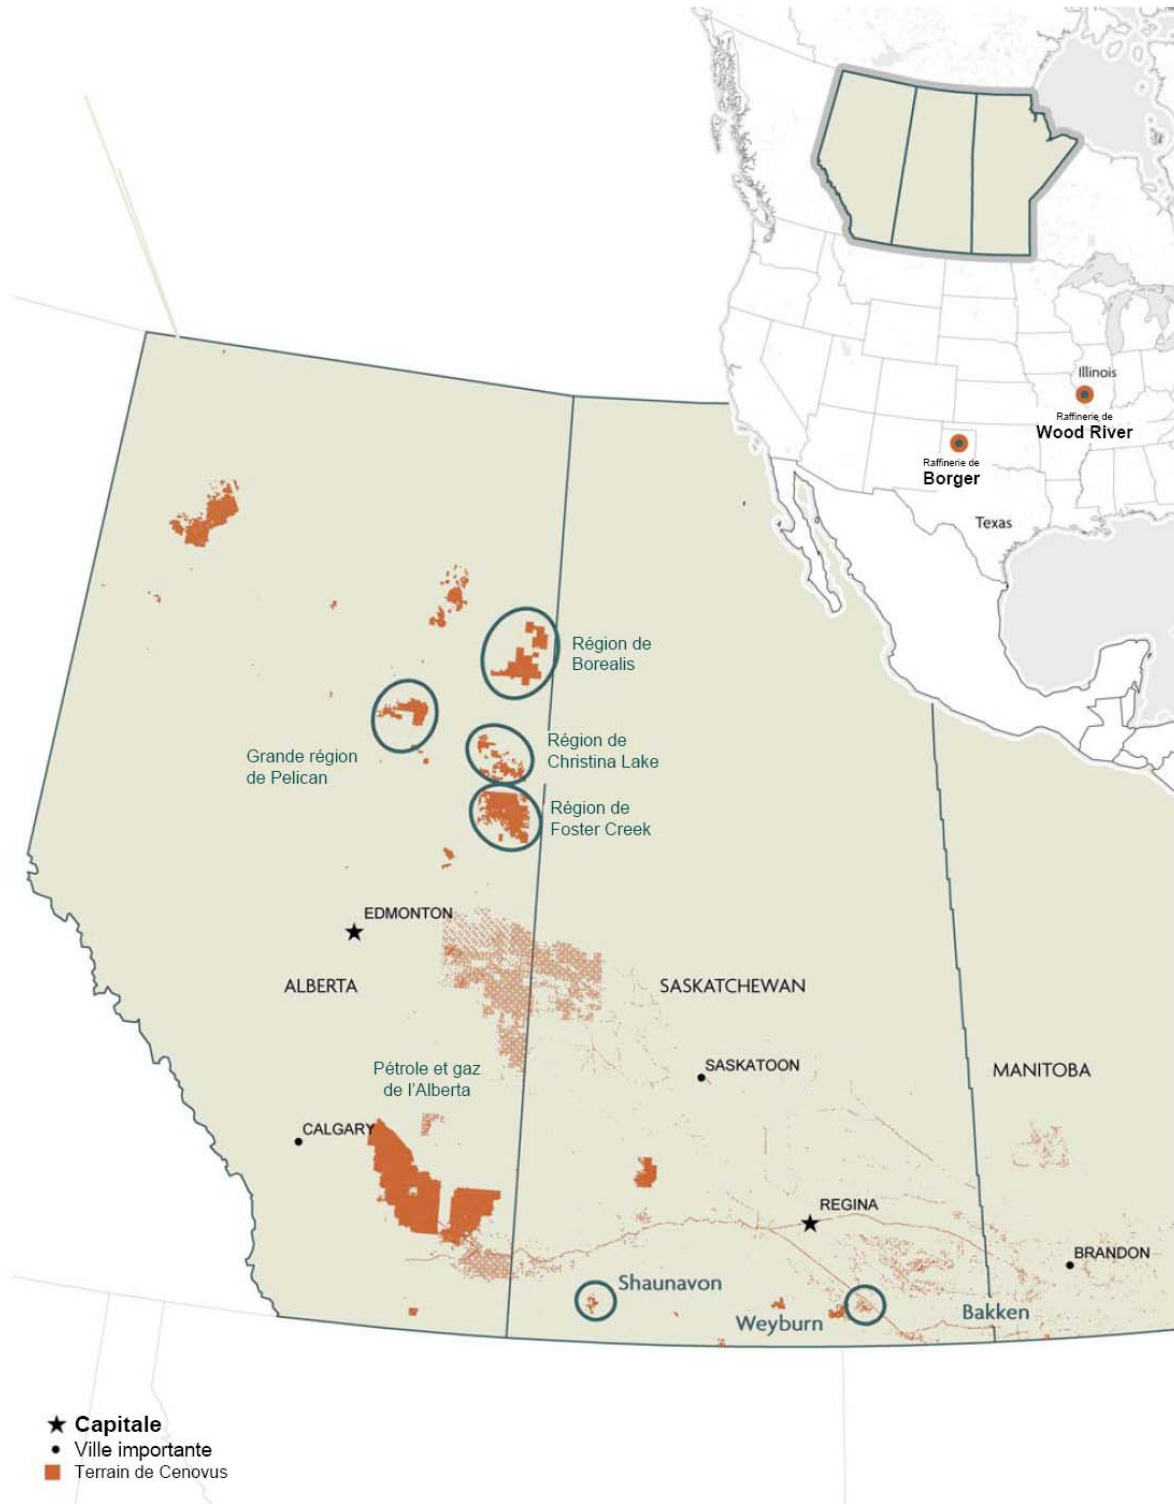 Illinois
Raffinerie de
Wood River
Raffinerie de
Borger
Texas
Région de
Borealis
Région de
Christina Lake
Grande région
de Pelican
Région de
Foster Creek
EDMONTON
ALBERTA
SASKATCHEWAN
Pétrole et gaz
de l'Alberta
SASKATOON
MANITOBA
CALGARY
REGINA
BRANDON
Shaunavon
Weyburn
Bakken
Capitale
Ville importante
Terrain de Cenovus